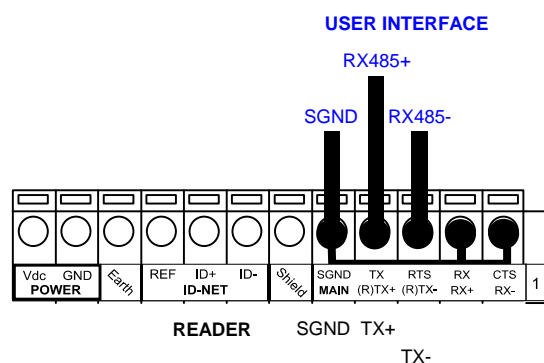 USER INTERFACE
RX485+
SGND RX485-
Vdc GND Earth REF ID+ ID- Shield SGND TX RTS RX CTS 1
POWER ID-NET MAIN (R)TX+ (R)TX- RX+ RX-
READER SGND TX+
TX-